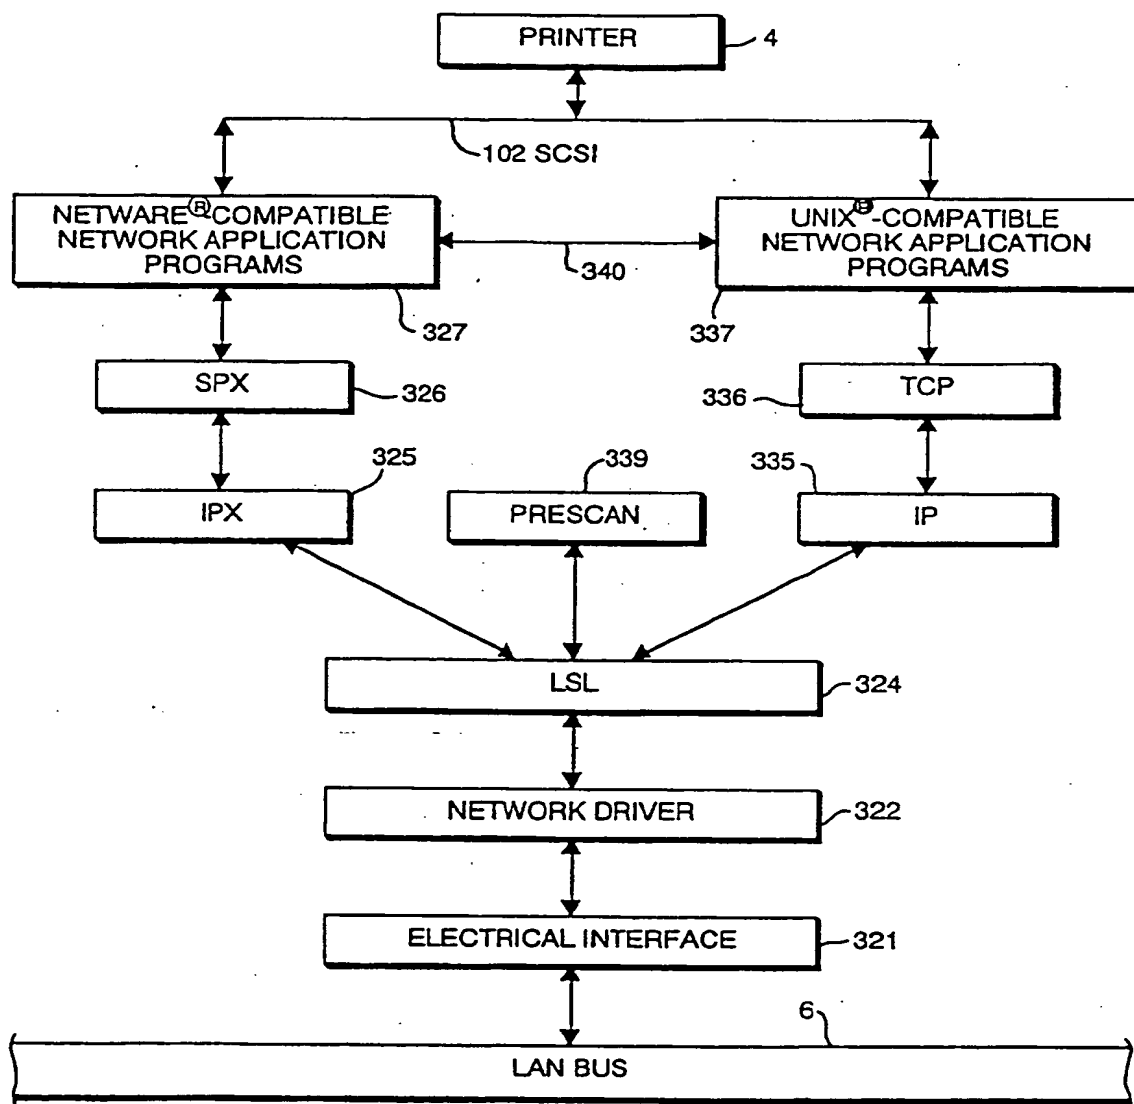 PRINTER
4
102 SCSI
NETWARE®-COMPATIBLE
NETWORK APPLICATION
PROGRAMS
UNIX®-COMPATIBLE
NETWORK APPLICATION
PROGRAMS
340
327
337
SPX
326
TCP
336
325
339
335
IPX
PRESCAN
IP
LSL
324
NETWORK DRIVER
322
ELECTRICAL INTERFACE
321
6
LAN BUS